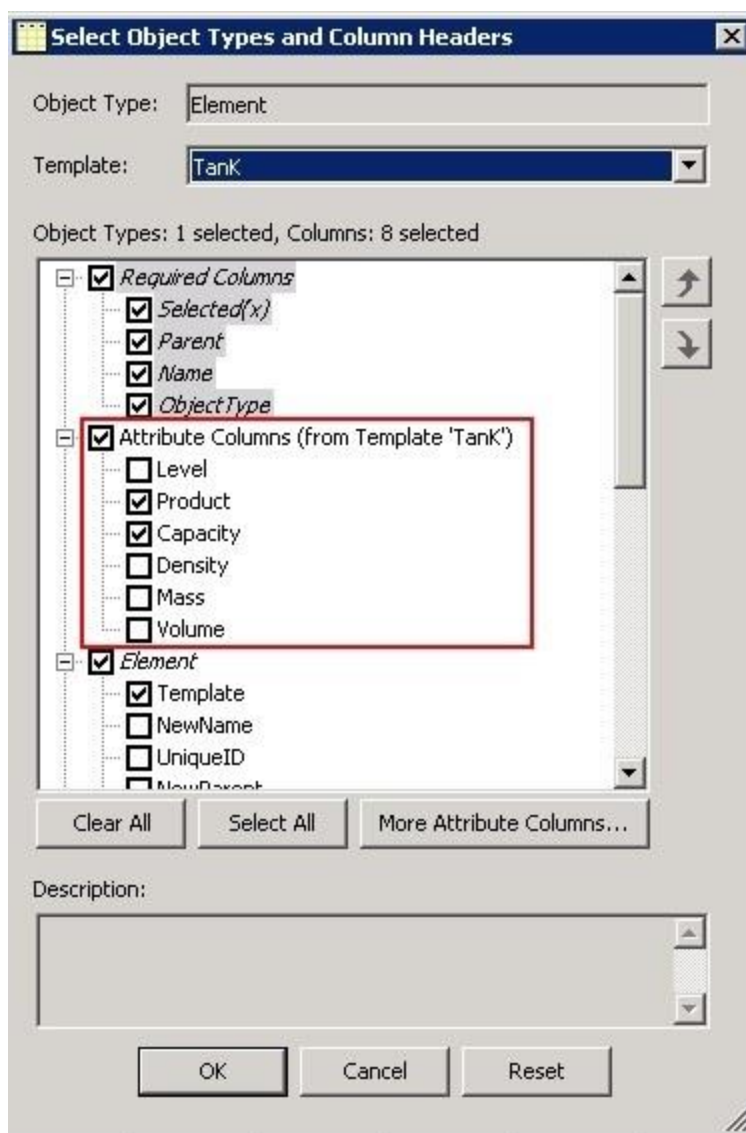 Select Object Types and Column Headers
Object Type: Element
Template: TanK
Object Types: 1 selected, Columns: 8 selected
Required Columns
Selected(x)
Parent
Name
ObjectType
Attribute Columns (from Template 'TanK')
Level
Product
Capacity
Density
Mass
Volume
Element
Template
NewName
UniqueID
NewParent
Clear All Select All More Attribute Columns...
Description:
OK Cancel Reset